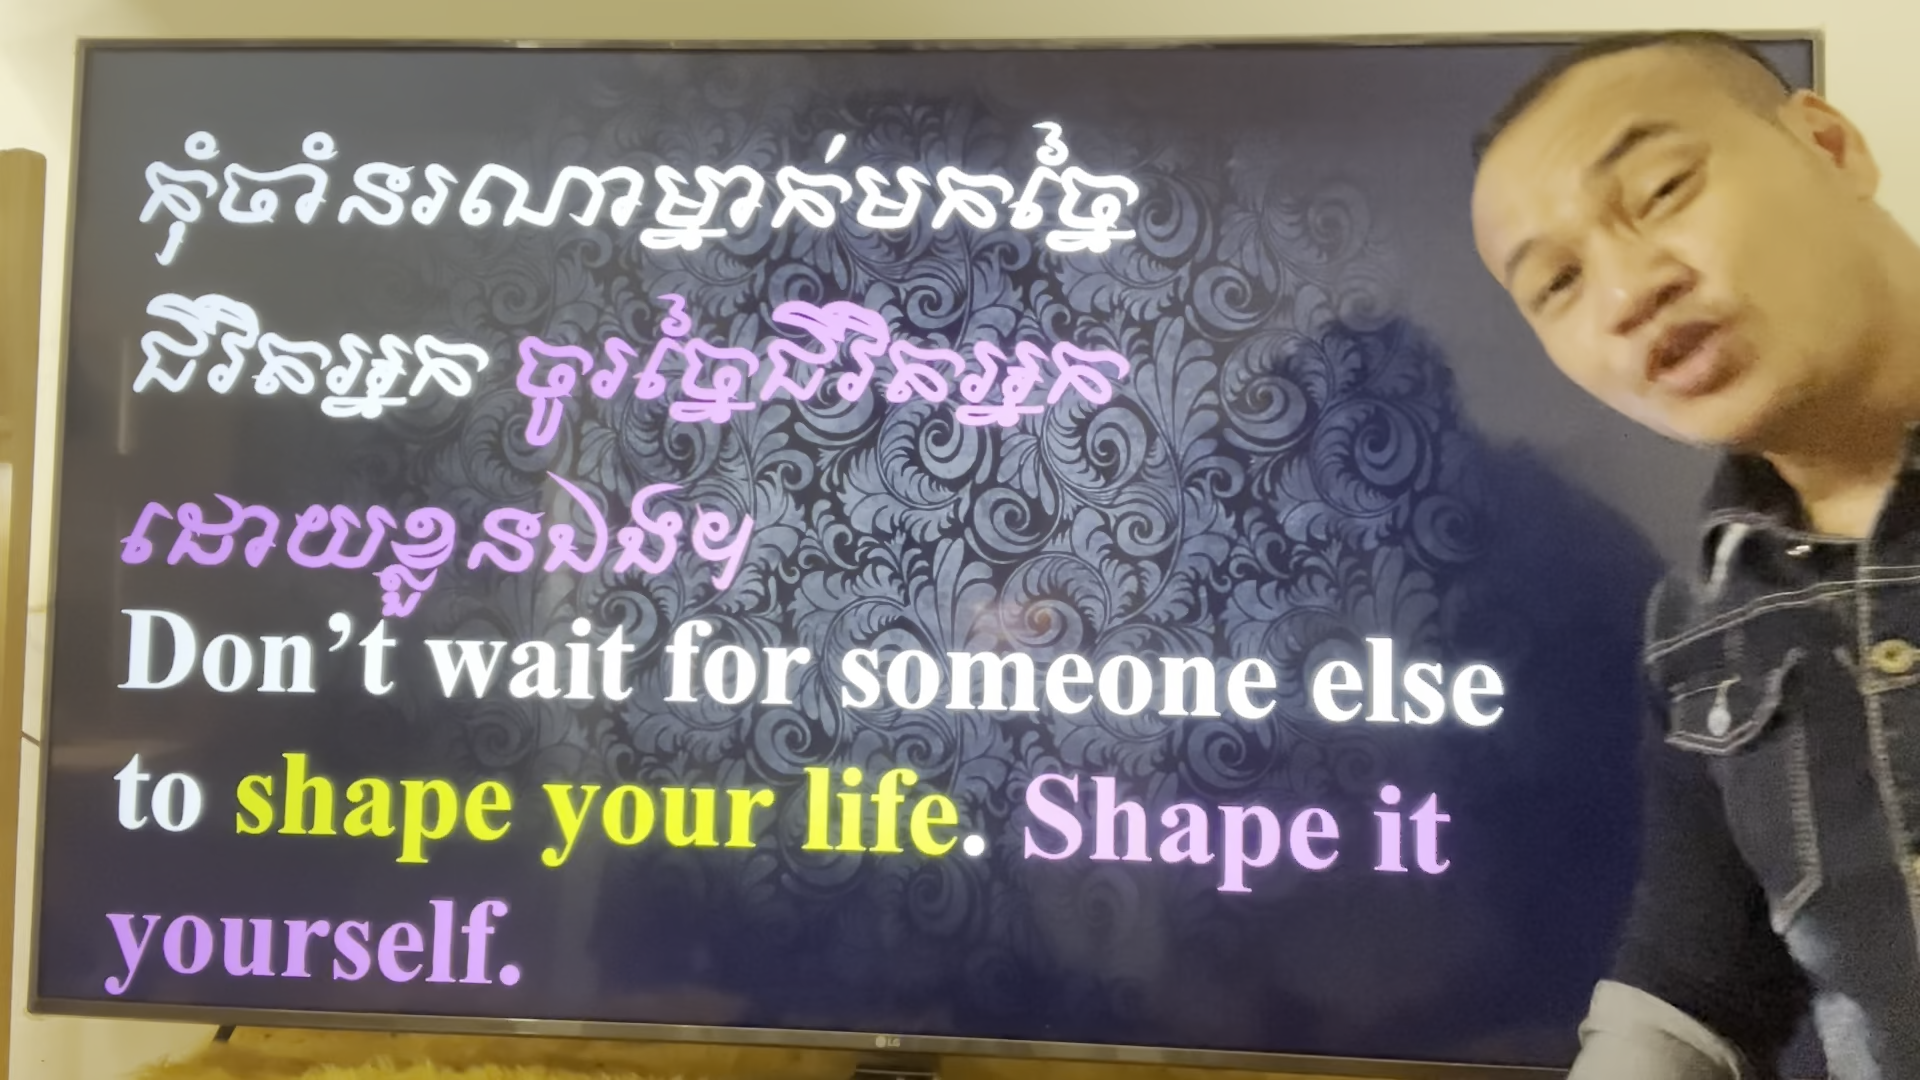 កុំចាំនរណាម្នាក់មកច្នៃ
ជីវិតអ្នក ចូរច្នៃជីវិតអ្នក
ដោយខ្លួនឯង។
Don’t wait for someone else
to shape your life. Shape it
yourself.
LG